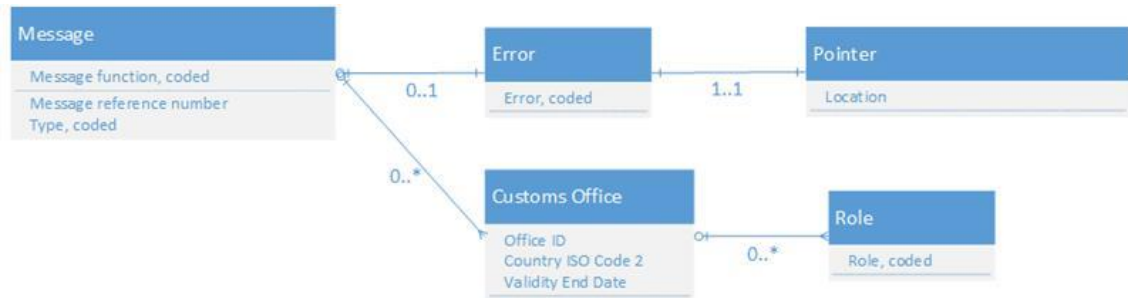 Message
Message function, coded
Message reference number
Type, coded
0..1
Error
Error, coded
1..1
Pointer
Location
0..*
Customs Office
Office ID
Country ISO Code 2
Validity End Date
0..*
Role
Role, coded